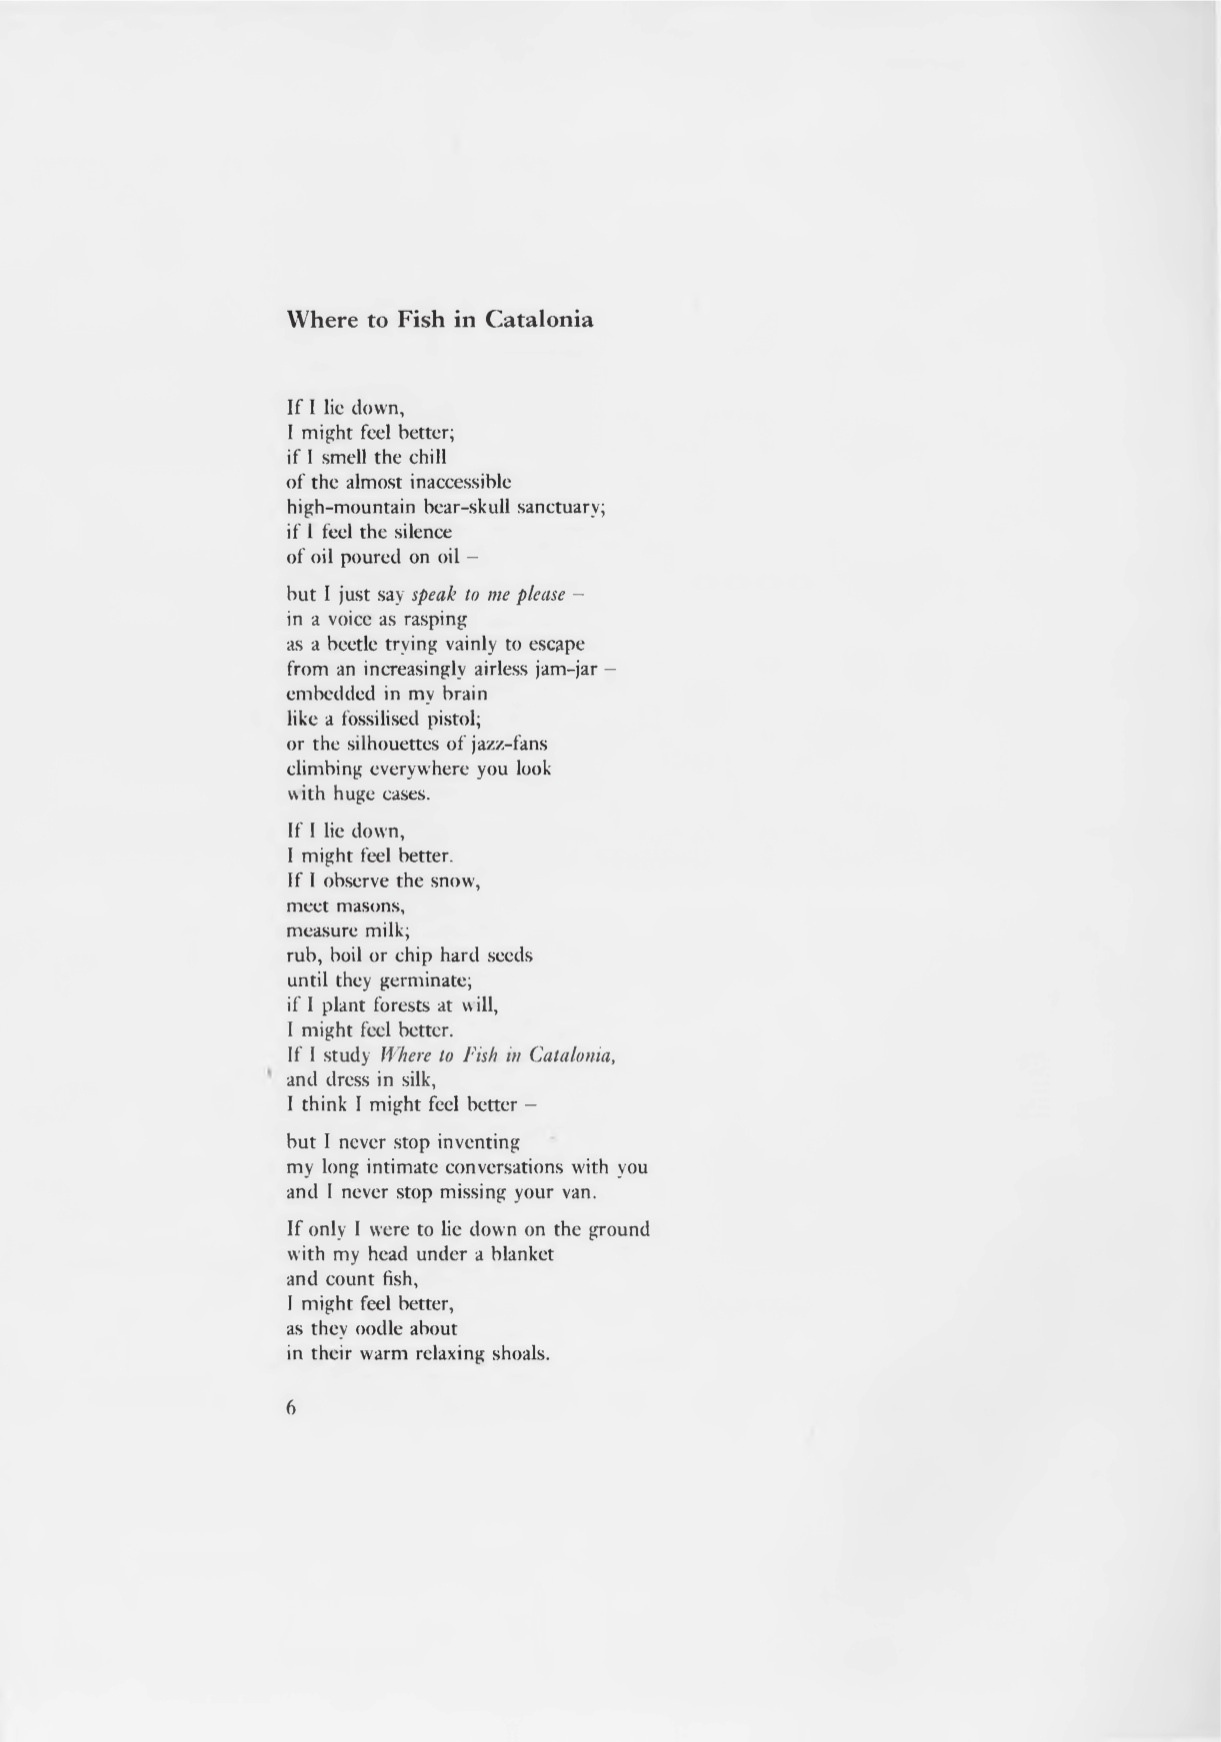 Where to Fish in Catalonia
If I lie down,
I might feel better;
if I smell the chill
of the almost inaccessible
high-mountain bear-skull sanctuary;
if I feel the silence
of oil poured on oil –
but I just say speak to me please –
in a voice as rasping
as a beetle trying vainly to escape
from an increasingly airless jam-jar –
embedded in my brain
like a fossilised pistol;
or the silhouettes of jazz-fans
climbing everywhere you look
with huge cases.
If I lie down,
I might feel better.
If I observe the snow,
meet masons,
measure milk;
rub, boil or chip hard seeds
until they germinate;
if I plant forests at will,
I might feel better.
If I study Where to Fish in Catalonia,
and dress in silk,
I think I might feel better –
but I never stop inventing
my long intimate conversations with you
and I never stop missing your van.
If only I were to lie down on the ground
with my head under a blanket
and count fish,
I might feel better,
as they oodle about
in their warm relaxing shoals.
6